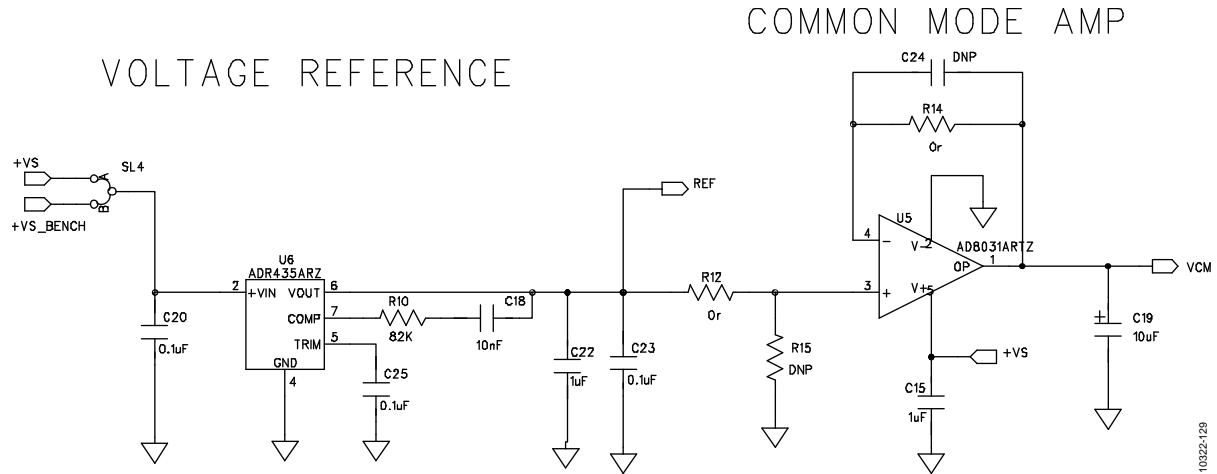 COMMON MODE AMP
VOLTAGE REFERENCE
C24 DNP
R14
0r
+VS
SL4
A
B
+VS_BENCH
REF
U5
4
-
V-
2
AD8031ARTZ
OP
1
VCM
3
+
V+
5
U6
ADR435ARZ
2
+VIN
VOUT
6
COMP
7
TRIM
5
GND
4
R10
82K
C18
10nF
R12
0r
C20
0.1uF
C25
0.1uF
C22
1uF
C23
0.1uF
R15
DNP
+VS
C15
1uF
+
C19
10uF
10322-129